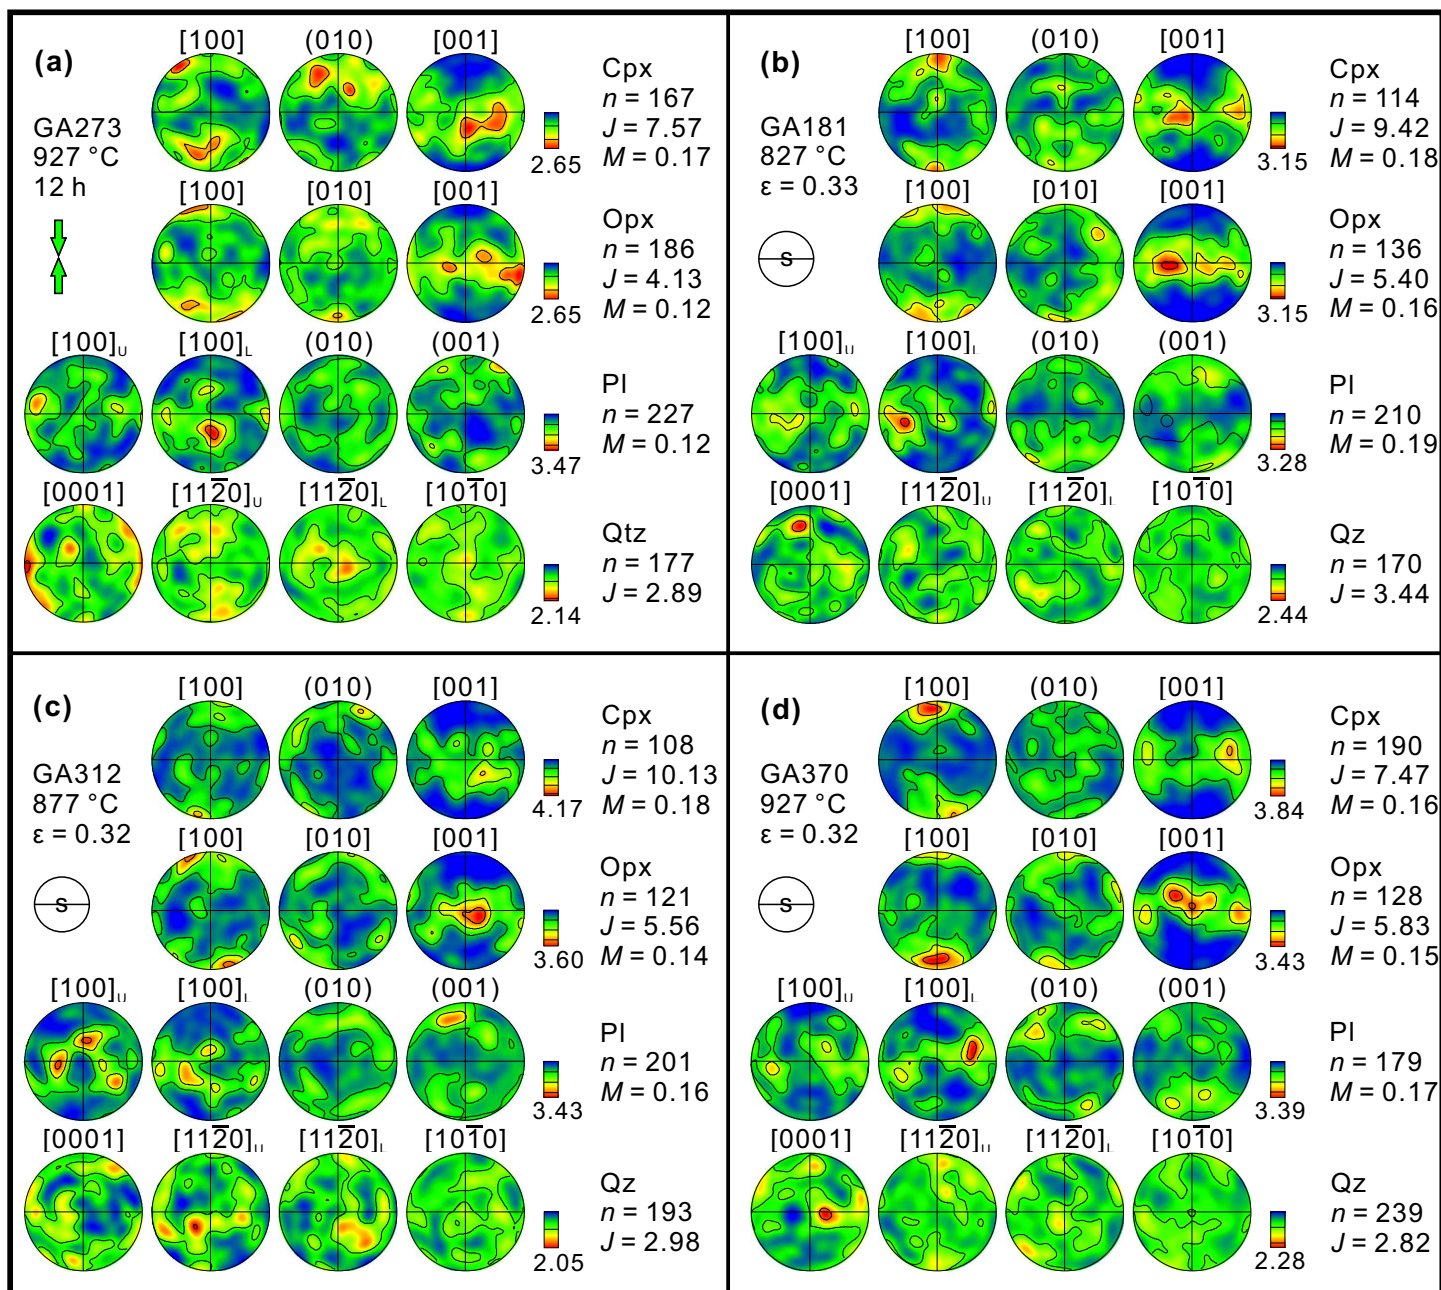 (a)
GA273
927 °C
12 h
[100] (010) [001]
Cpx
n = 167
J = 7.57
M = 0.17
2.65
[100] [010] [001]
Opx
n = 186
J = 4.13
M = 0.12
2.65
[100]U [100]L (010) (001)
Pl
n = 227
M = 0.12
3.47
[0001] [112̅0]U [112̅0]L [101̅0]
Qtz
n = 177
J = 2.89
2.14
(b)
GA181
827 °C
ε = 0.33
S
[100] (010) [001]
Cpx
n = 114
J = 9.42
M = 0.18
3.15
[100] [010] [001]
Opx
n = 136
J = 5.40
M = 0.16
3.15
[100]U [100]L (010) (001)
Pl
n = 210
M = 0.19
3.28
[0001] [112̅0]U [112̅0]L [101̅0]
Qz
n = 170
J = 3.44
2.44
(c)
GA312
877 °C
ε = 0.32
S
[100] (010) [001]
Cpx
n = 108
J = 10.13
M = 0.18
4.17
[100] [010] [001]
Opx
n = 121
J = 5.56
M = 0.14
3.60
[100]U [100]L (010) (001)
Pl
n = 201
M = 0.16
3.43
[0001] [112̅0]U [112̅0]L [101̅0]
Qz
n = 193
J = 2.98
2.05
(d)
GA370
927 °C
ε = 0.32
S
[100] (010) [001]
Cpx
n = 190
J = 7.47
M = 0.16
3.84
[100] [010] [001]
Opx
n = 128
J = 5.83
M = 0.15
3.43
[100]U [100]L (010) (001)
Pl
n = 179
M = 0.17
3.39
[0001] [112̅0]U [112̅0]L [101̅0]
Qz
n = 239
J = 2.82
2.28